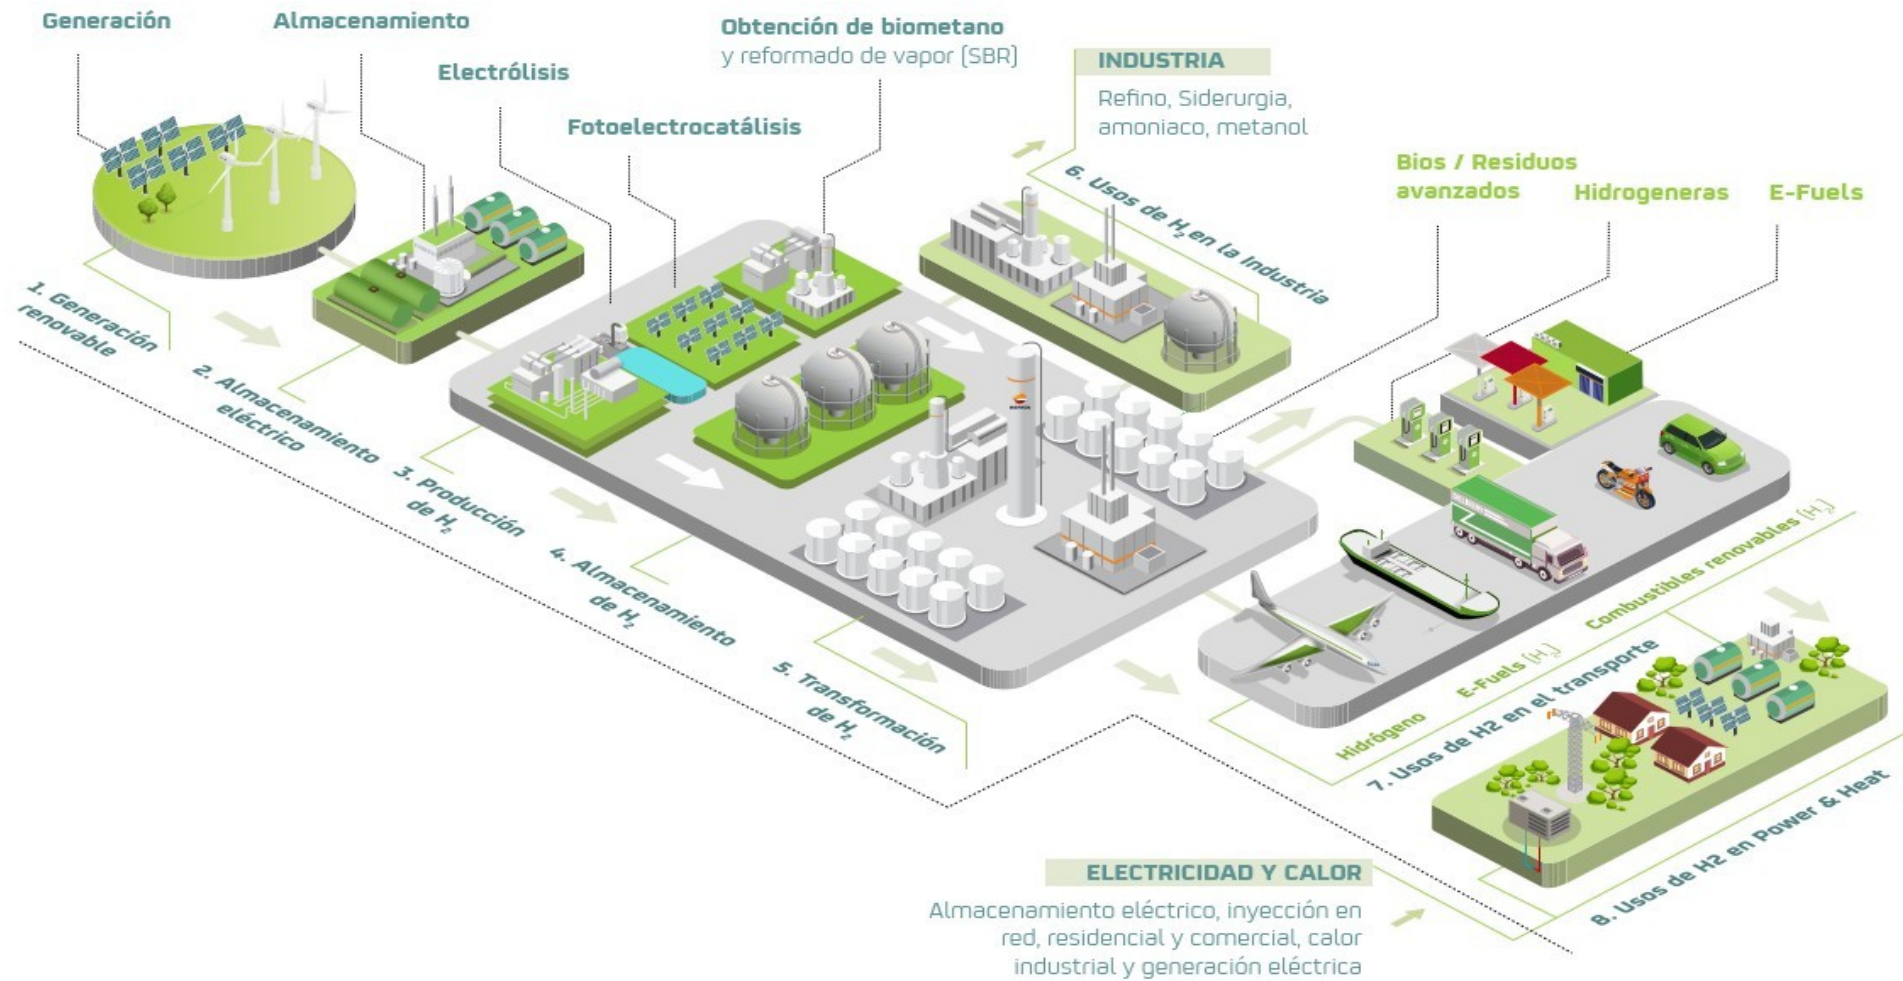 Generación
Almacenamiento
Electrólisis
Fotoelectrocatálisis
Obtención de biometano
y reformado de vapor (SBR)
INDUSTRIA
Refino, Siderurgia,
amoniaco, metanol
Bios / Residuos
avanzados
Hidrogeneras
E-Fuels
1. Generación
renovable
2. Almacenamiento
eléctrico
3. Producción
de H₂
4. Almacenamiento
de H₂
5. Transformación
de H₂
6. Usos de H₂ en la Industria
Hidrógeno
E-Fuels (H₂)
Combustibles renovables (H₂)
7. Usos de H2 en el transporte
8. Usos de H2 en Power & Heat
ELECTRICIDAD Y CALOR
Almacenamiento eléctrico, inyección en
red, residencial y comercial, calor
industrial y generación eléctrica